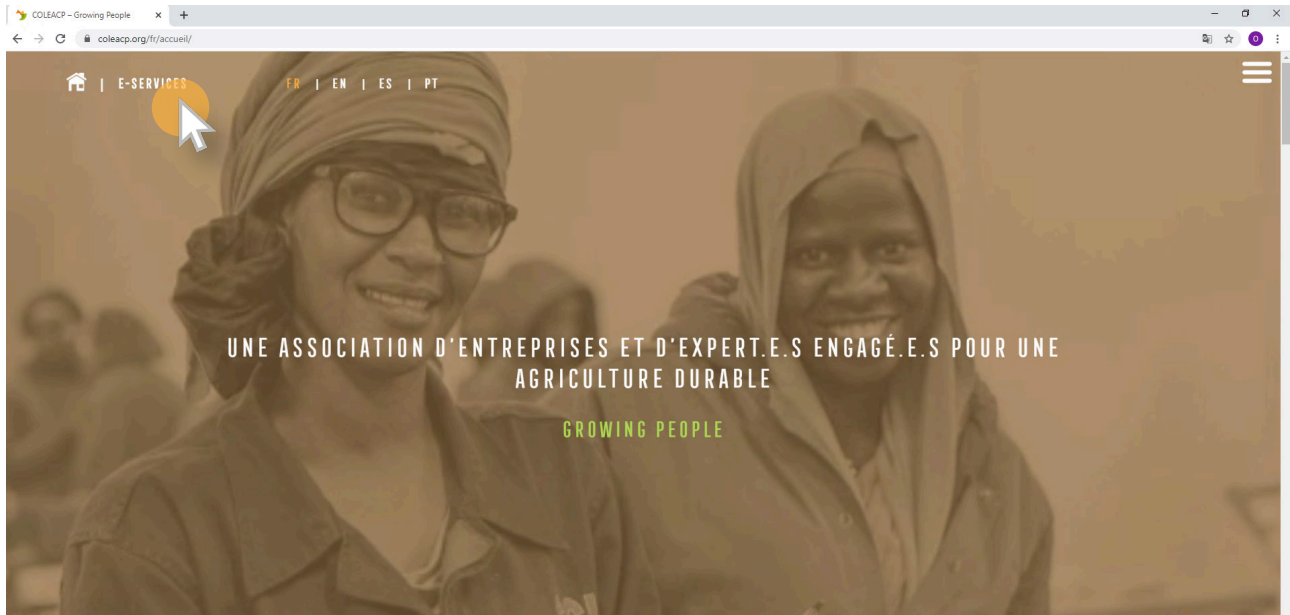 COLEACP – Growing People
coleacp.org/fr/accueil/
O
| E-SERVICES
FR | EN | ES | PT
UNE ASSOCIATION D'ENTREPRISES ET D'EXPERT.E.S ENGAGÉ.E.S POUR UNE
AGRICULTURE DURABLE
GROWING PEOPLE